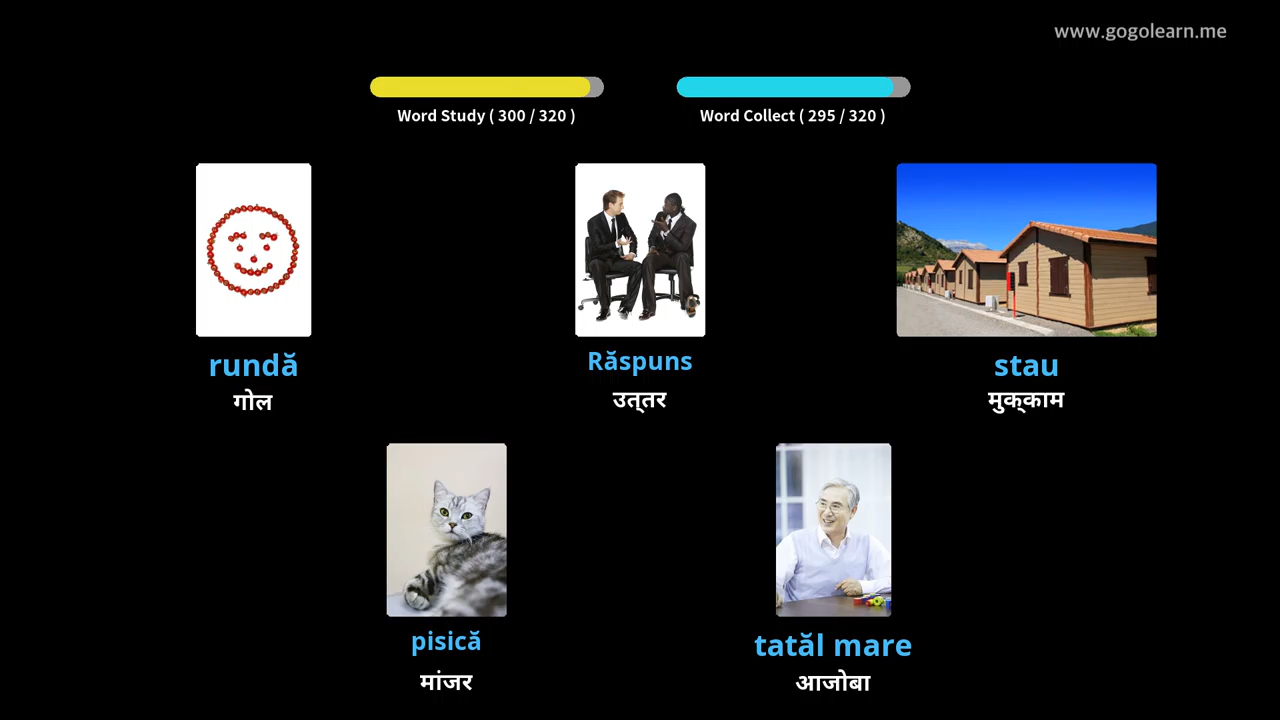 www.gogolearn.me
Word Study ( 300 / 320 )
Word Collect ( 295 / 320 )
rundă
गोल
Răspuns
उत्तर
stau
मुक्काम
pisică
मांजर
tatăl mare
आजोबा